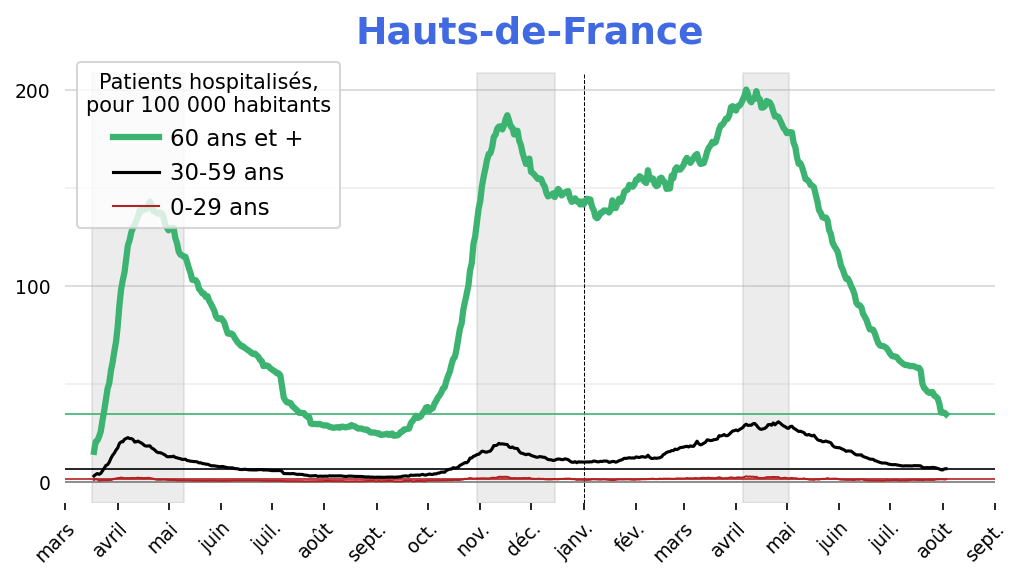 Hauts-de-France
Patients hospitalisés,
pour 100 000 habitants
60 ans et +
30-59 ans
0-29 ans
200
100
0
mars avril mai juin juil. août sept. oct. nov. déc. janv. fév. mars avril mai juin juil. août sept.